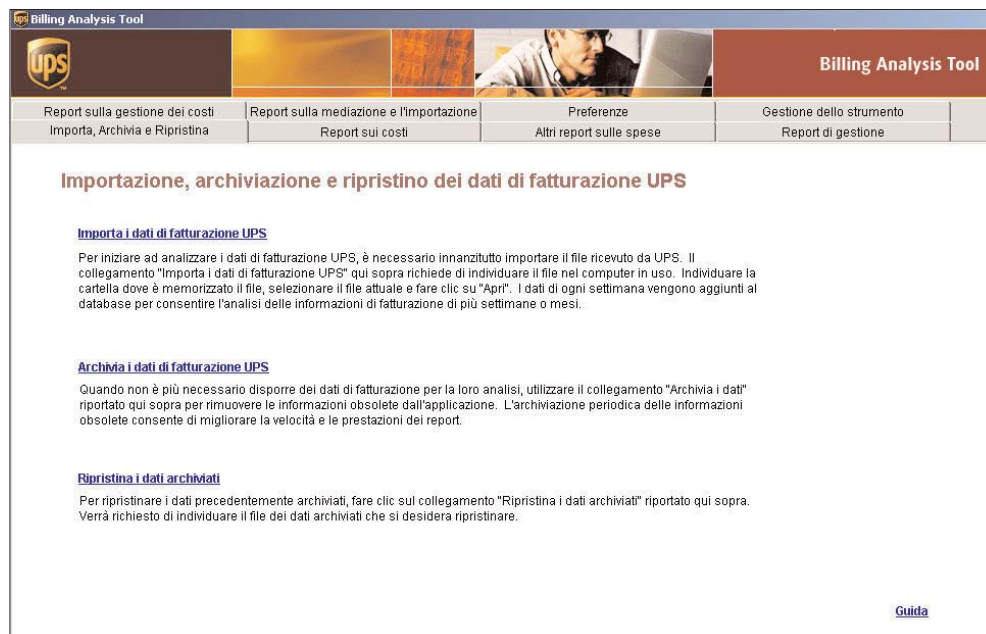 Billing Analysis Tool
ups
Billing Analysis Tool
Report sulla gestione dei costi
Report sulla mediazione e l'importazione
Preferenze
Gestione dello strumento
Importa, Archivia e Ripristina
Report sui costi
Altri report sulle spese
Report di gestione
Importazione, archiviazione e ripristino dei dati di fatturazione UPS
Importa i dati di fatturazione UPS
Per iniziare ad analizzare i dati di fatturazione UPS, è necessario innanzitutto importare il file ricevuto da UPS. Il
collegamento "Importa i dati di fatturazione UPS" qui sopra richiede di individuare il file nel computer in uso. Individuare la
cartella dove è memorizzato il file, selezionare il file attuale e fare clic su "Apri". I dati di ogni settimana vengono aggiunti al
database per consentire l'analisi delle informazioni di fatturazione di più settimane o mesi.
Archivia i dati di fatturazione UPS
Quando non è più necessario disporre dei dati di fatturazione per la loro analisi, utilizzare il collegamento "Archivia i dati"
riportato qui sopra per rimuovere le informazioni obsolete dall'applicazione. L'archiviazione periodica delle informazioni
obsolete consente di migliorare la velocità e le prestazioni dei report.
Ripristina i dati archiviati
Per ripristinare i dati precedentemente archiviati, fare clic sul collegamento "Ripristina i dati archiviati" riportato qui sopra.
Verrà richiesto di individuare il file dei dati archiviati che si desidera ripristinare.
Guida